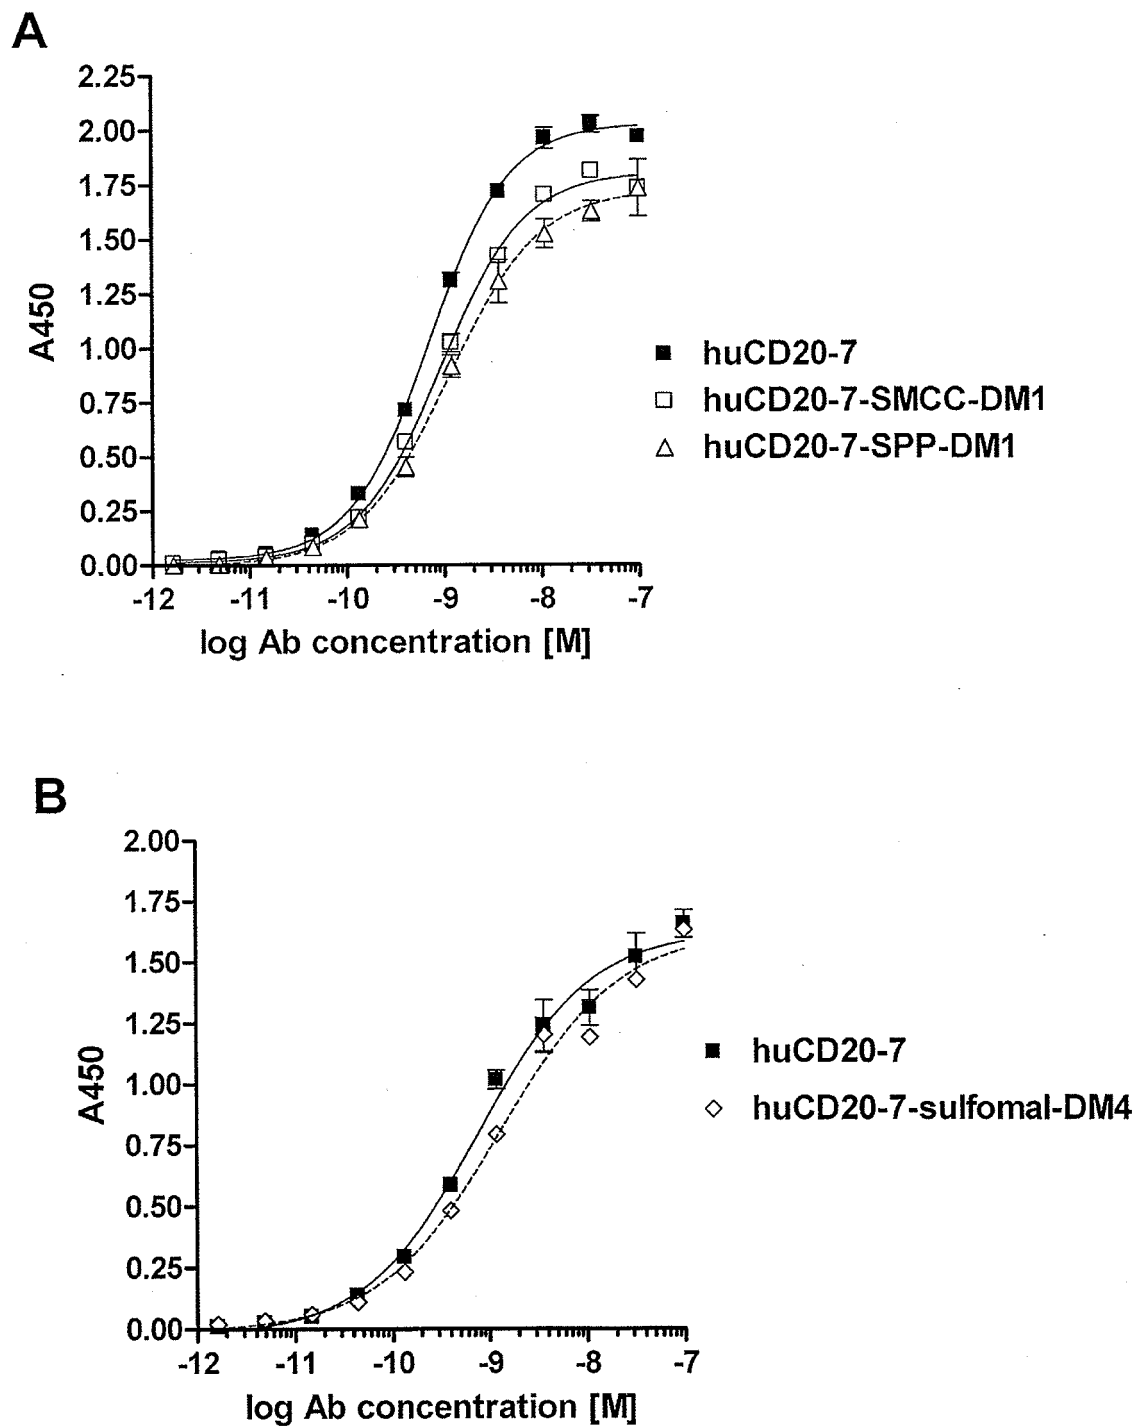 A
2.25
2.00
1.75
1.50
1.25
1.00
0.75
0.50
0.25
0.00
A450
-12 -11 -10 -9 -8 -7
log Ab concentration [M]
huCD20-7
huCD20-7-SMCC-DM1
huCD20-7-SPP-DM1
B
2.00
1.75
1.50
1.25
1.00
0.75
0.50
0.25
0.00
A450
-12 -11 -10 -9 -8 -7
log Ab concentration [M]
huCD20-7
huCD20-7-sulfomal-DM4